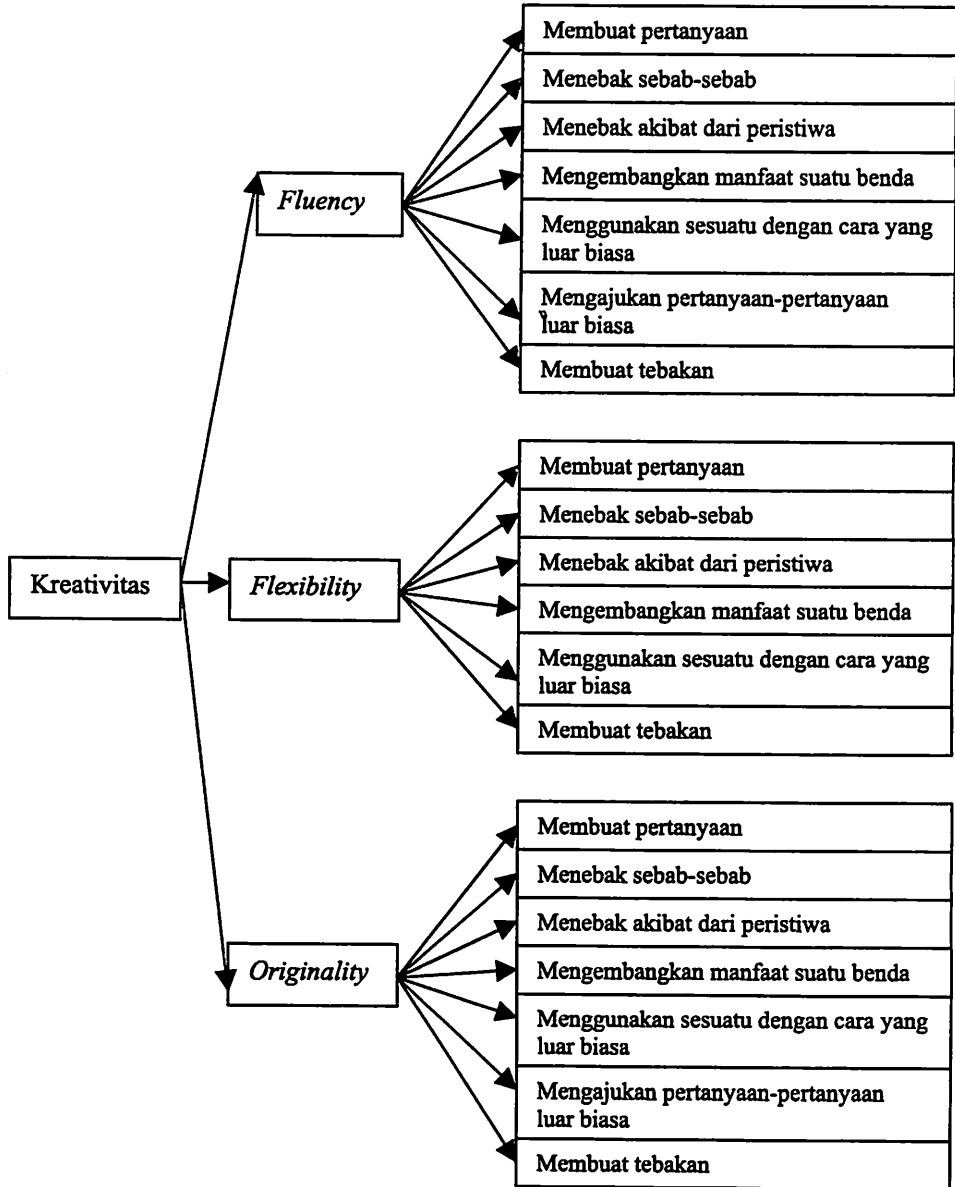 Kreativitas
Fluency
Membuat pertanyaan
Menebak sebab-sebab
Menebak akibat dari peristiwa
Mengembangkan manfaat suatu benda
Menggunakan sesuatu dengan cara yang
luar biasa
Mengajukan pertanyaan-pertanyaan
luar biasa
Membuat tebakan
Flexibility
Membuat pertanyaan
Menebak sebab-sebab
Menebak akibat dari peristiwa
Mengembangkan manfaat suatu benda
Menggunakan sesuatu dengan cara yang
luar biasa
Membuat tebakan
Originality
Membuat pertanyaan
Menebak sebab-sebab
Menebak akibat dari peristiwa
Mengembangkan manfaat suatu benda
Menggunakan sesuatu dengan cara yang
luar biasa
Mengajukan pertanyaan-pertanyaan
luar biasa
Membuat tebakan